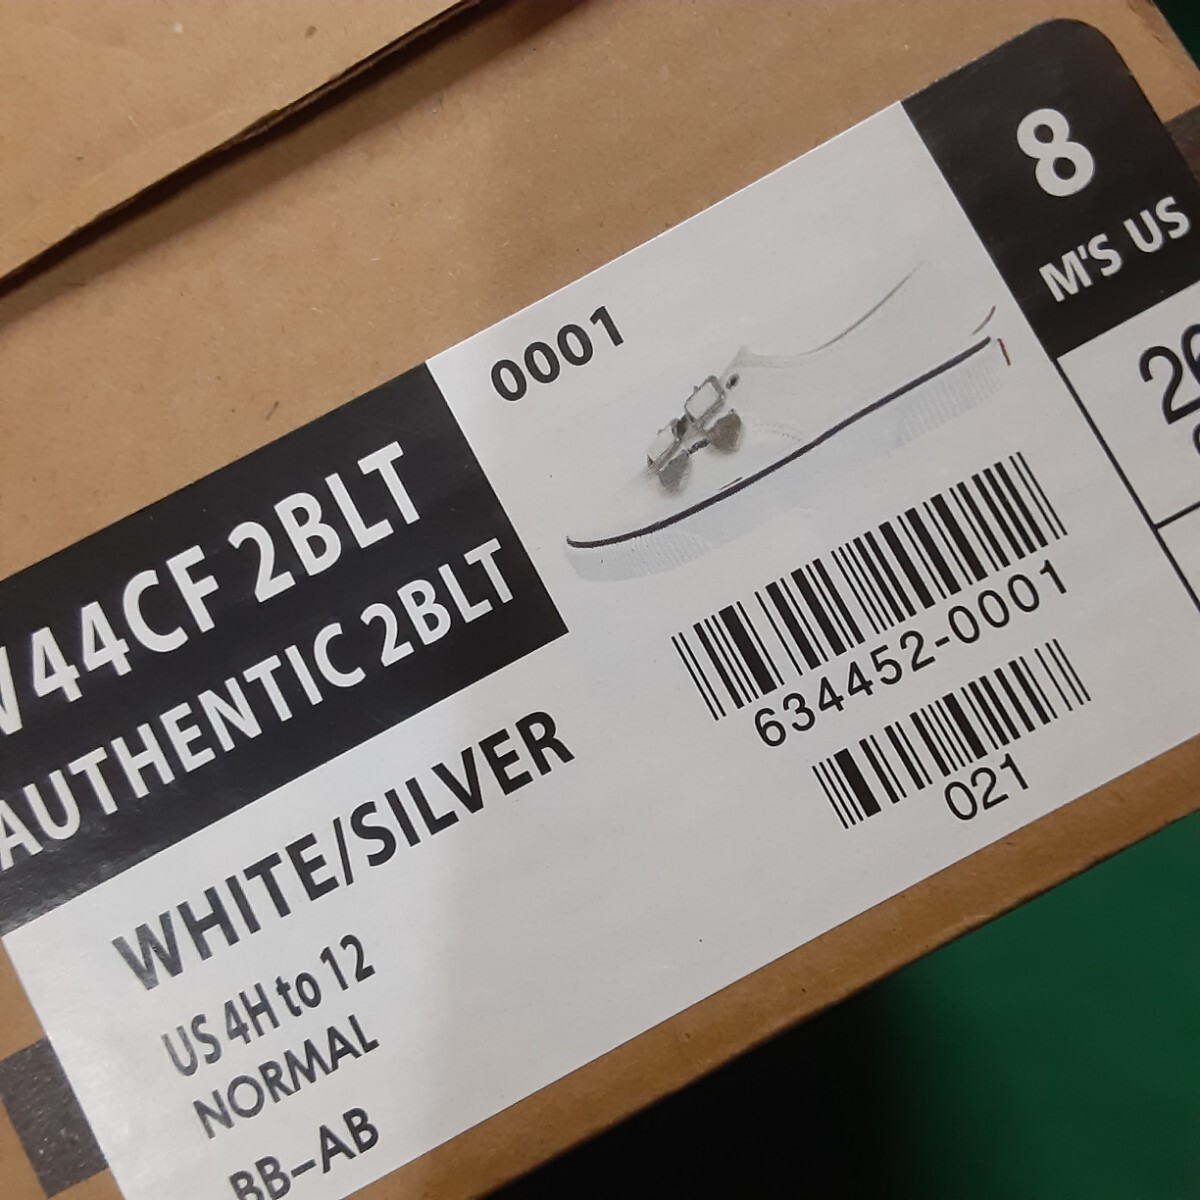 8
M'S US
0001
V44CF 2BLT
AUTHENTIC 2BLT
634452-0001
021
WHITE/SILVER
US 4H to 12
NORMAL
BB-AB